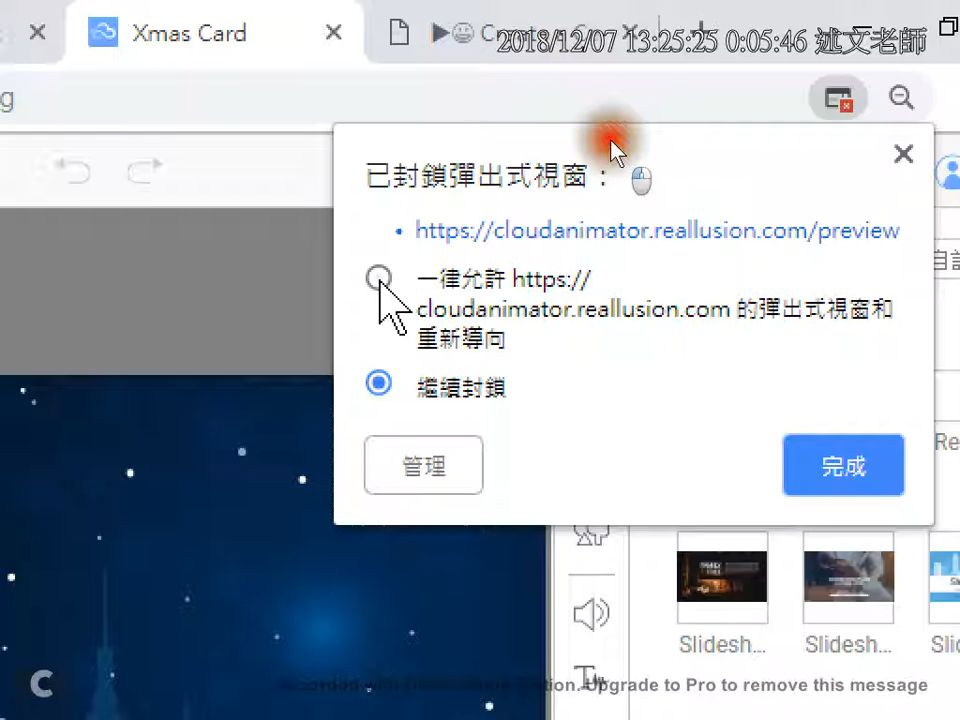 Xmas Card
2018/12/07 13:25:25 0:05:46 述文老師
g
已封鎖彈出式視窗：
• https://cloudanimator.reallusion.com/preview
一律允許 https://
cloudanimator.reallusion.com 的彈出式視窗和
重新導向
繼續封鎖
管理
完成
Re
Slidesh...
Slidesh...
Sli
Upgrade to Pro to remove this message